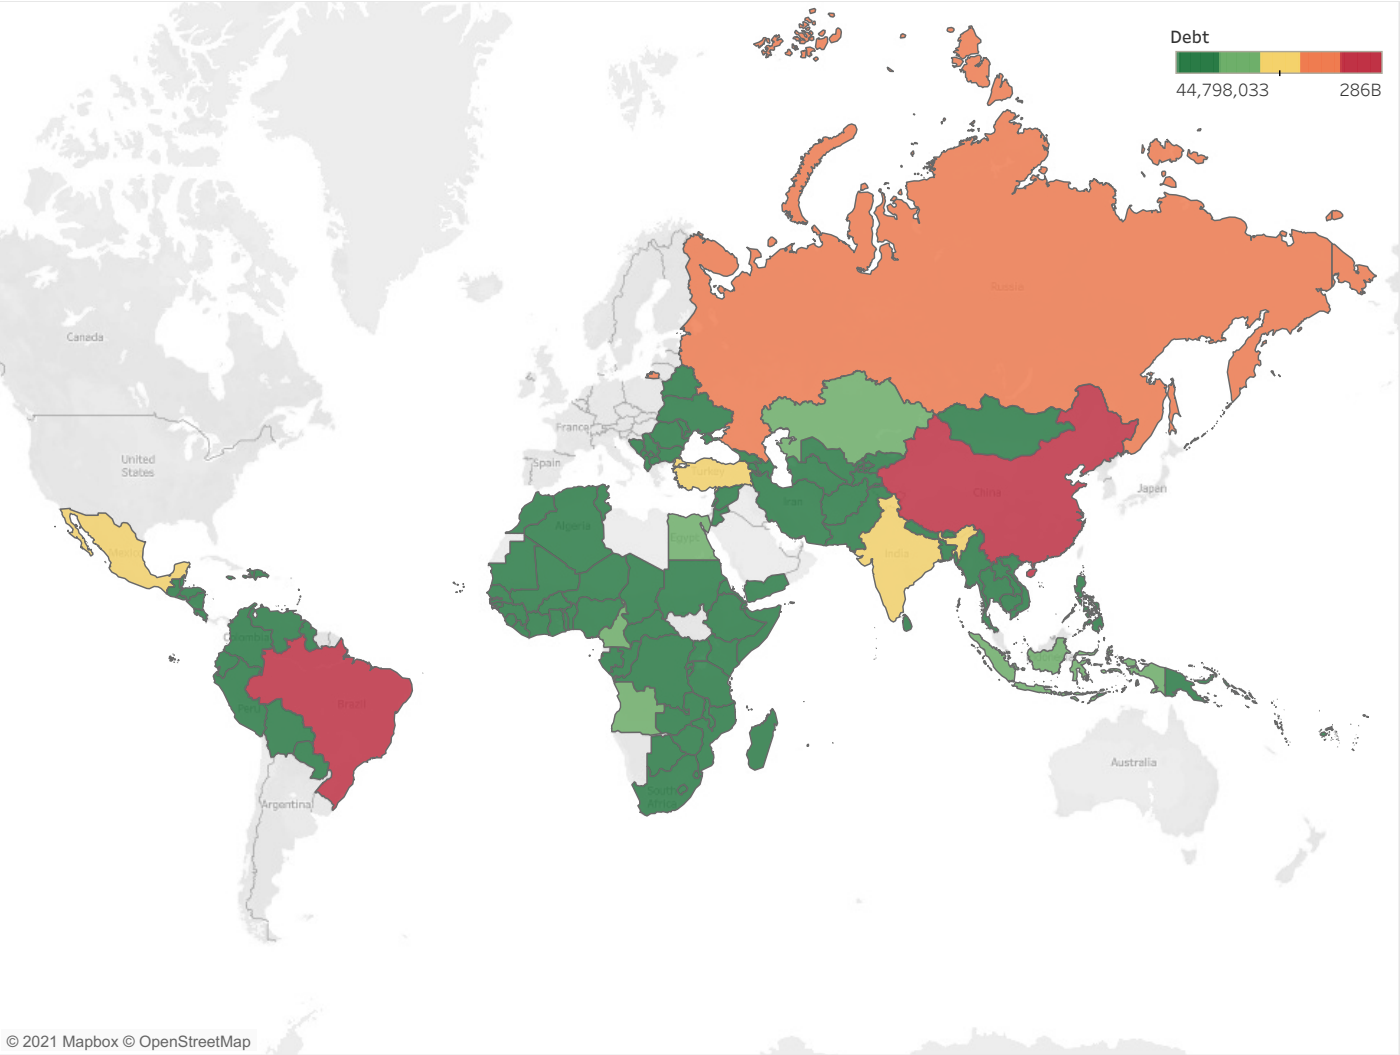 Debt
44,798,033
286B
Russia
Canada
France
United
States
Spain
Turkey
China
Japan
Iran
Algeria
Egypt
Mexico
India
Colombia
Brazil
Peru
Australia
South
Africa
Argentina
© 2021 Mapbox © OpenStreetMap